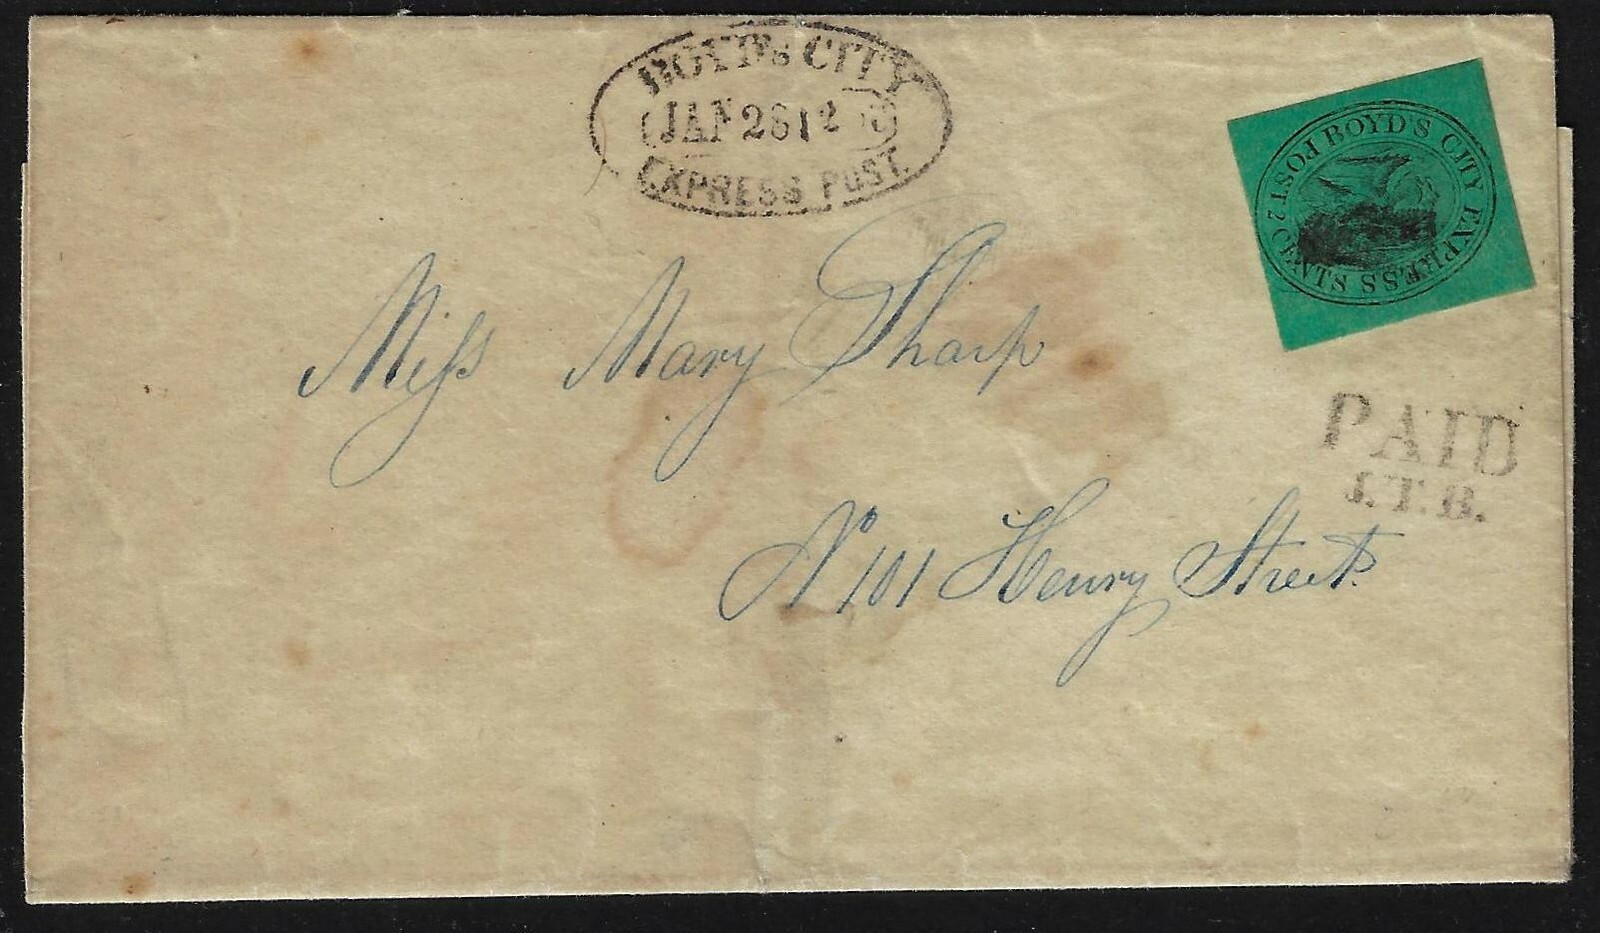 BOYD'S CITY
JAN 28 12
EXPRESS POST.
BOYD'S CITY EXPRESS POST 2 CENTS
Miss Mary Sharp
PAID
J.T.B.
No 101 Henry Street.